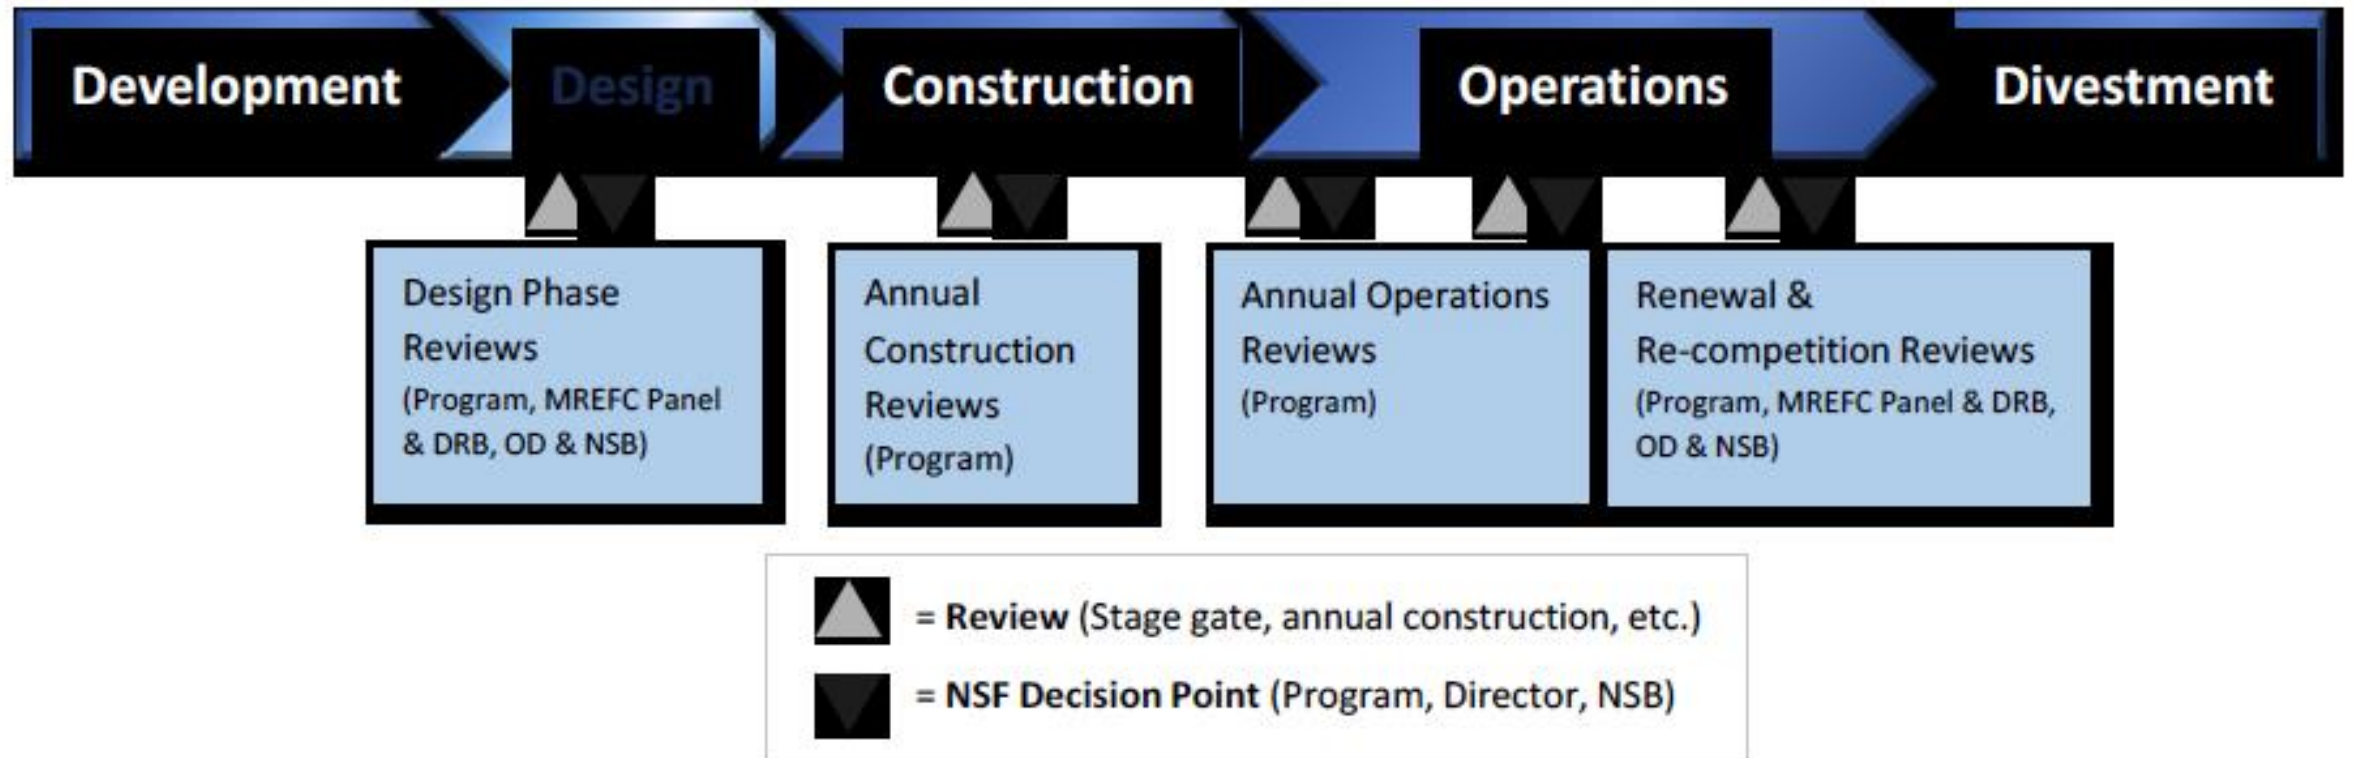 Development Design Construction Operations Divestment
Design Phase
Reviews
(Program, MREFC Panel
& DRB, OD & NSB)
Annual
Construction
Reviews
(Program)
Annual Operations
Reviews
(Program)
Renewal &
Re-competition Reviews
(Program, MREFC Panel & DRB,
OD & NSB)
= Review (Stage gate, annual construction, etc.)
= NSF Decision Point (Program, Director, NSB)